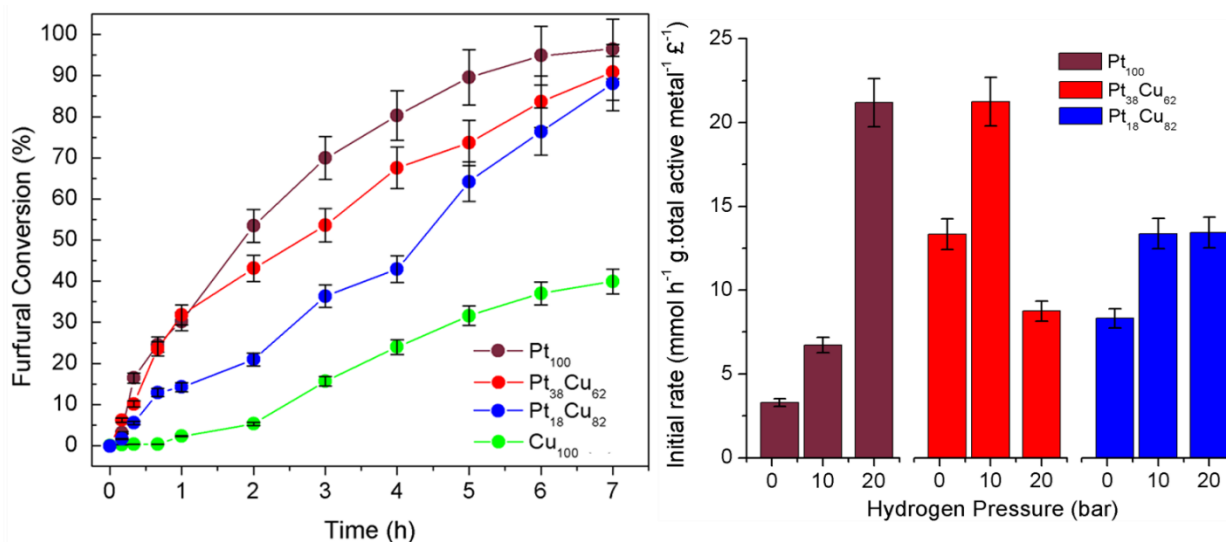 Furfural Conversion (%)
100
90
80
70
60
50
40
30
20
10
0
Pt₁₀₀
Pt₃₈Cu₆₂
Pt₁₈Cu₈₂
Cu₁₀₀
0 1 2 3 4 5 6 7
Time (h)
Initial rate (mmol h⁻¹ g.total active metal⁻¹ £⁻¹)
25
20
15
10
5
0
Pt₁₀₀
Pt₃₈Cu₆₂
Pt₁₈Cu₈₂
0 10 20 0 10 20 0 10 20
Hydrogen Pressure (bar)